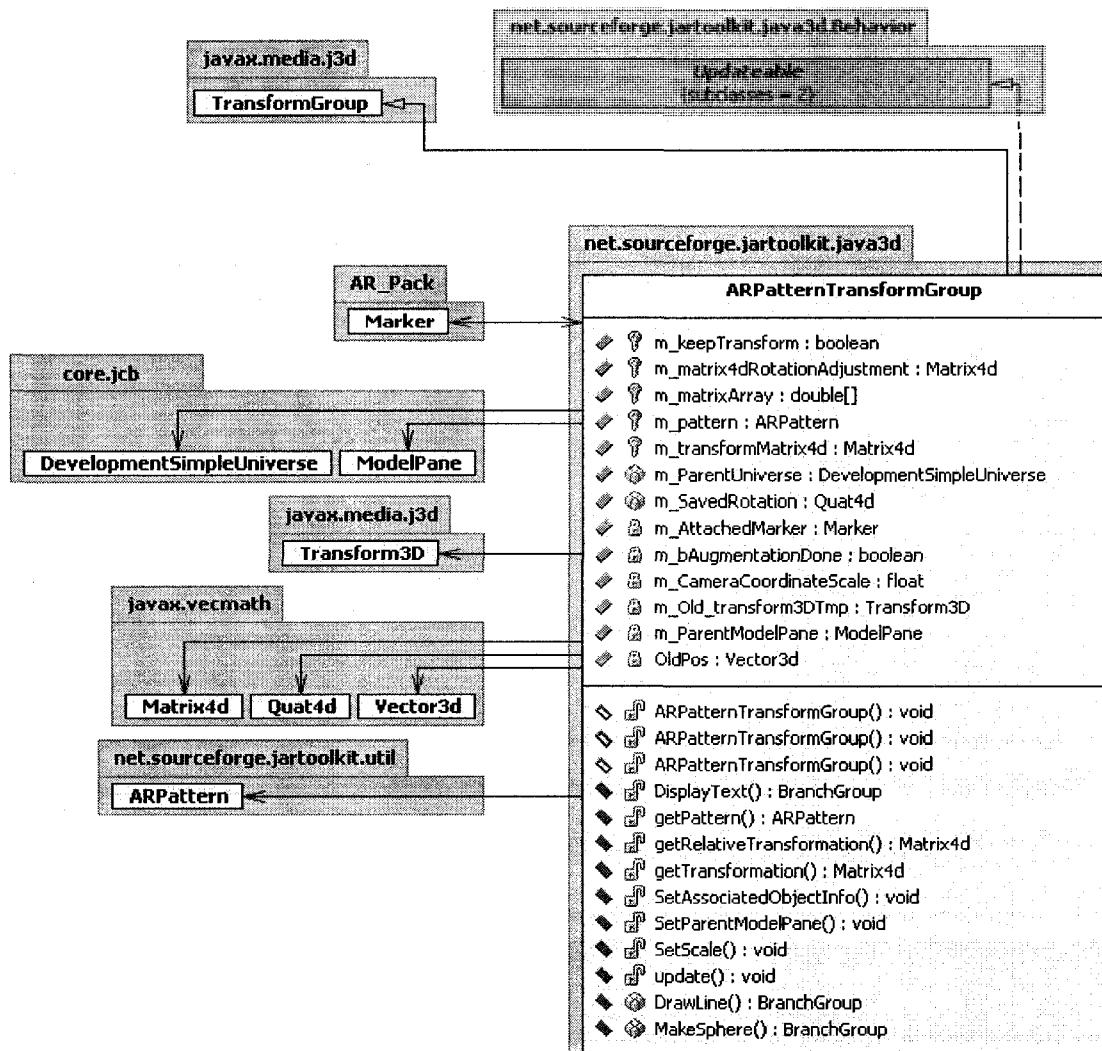 net.sourceforge.jartoolkit.java3d.Behavior
Updateable
{subclasses = 2}
javax.media.j3d
TransformGroup
net.sourceforge.jartoolkit.java3d
ARPatternTransformGroup
AR_Pack
Marker
core.jcb
DevelopmentSimpleUniverse
ModelPane
javax.media.j3d
Transform3D
javax.vecmath
Matrix4d
Quat4d
Vector3d
net.sourceforge.jartoolkit.util
ARPattern
m_keepTransform : boolean
m_matrix4dRotationAdjustment : Matrix4d
m_matrixArray : double[]
m_pattern : ARPattern
m_transformMatrix4d : Matrix4d
m_ParentUniverse : DevelopmentSimpleUniverse
m_SavedRotation : Quat4d
m_AttachedMarker : Marker
m_bAugmentationDone : boolean
m_CameraCoordinateScale : float
m_Old_transform3DTmp : Transform3D
m_ParentModelPane : ModelPane
OldPos : Vector3d
ARPatternTransformGroup() : void
ARPatternTransformGroup() : void
ARPatternTransformGroup() : void
DisplayText() : BranchGroup
getPattern() : ARPattern
getRelativeTransformation() : Matrix4d
getTransformation() : Matrix4d
SetAssociatedObjectInfo() : void
SetParentModelPane() : void
SetScale() : void
update() : void
DrawLine() : BranchGroup
MakeSphere() : BranchGroup